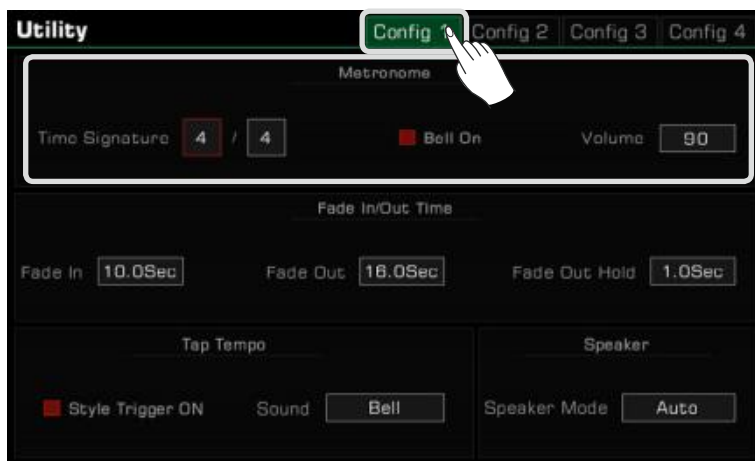 Utility Config 1 Config 2 Config 3 Config 4
Metronome
Time Signature 4 / 4 Bell On Volume 90
Fade In/Out Time
Fade In 10.0Sec Fade Out 16.0Sec Fade Out Hold 1.0Sec
Tap Tempo Speaker
Style Trigger ON Sound Bell Speaker Mode Auto